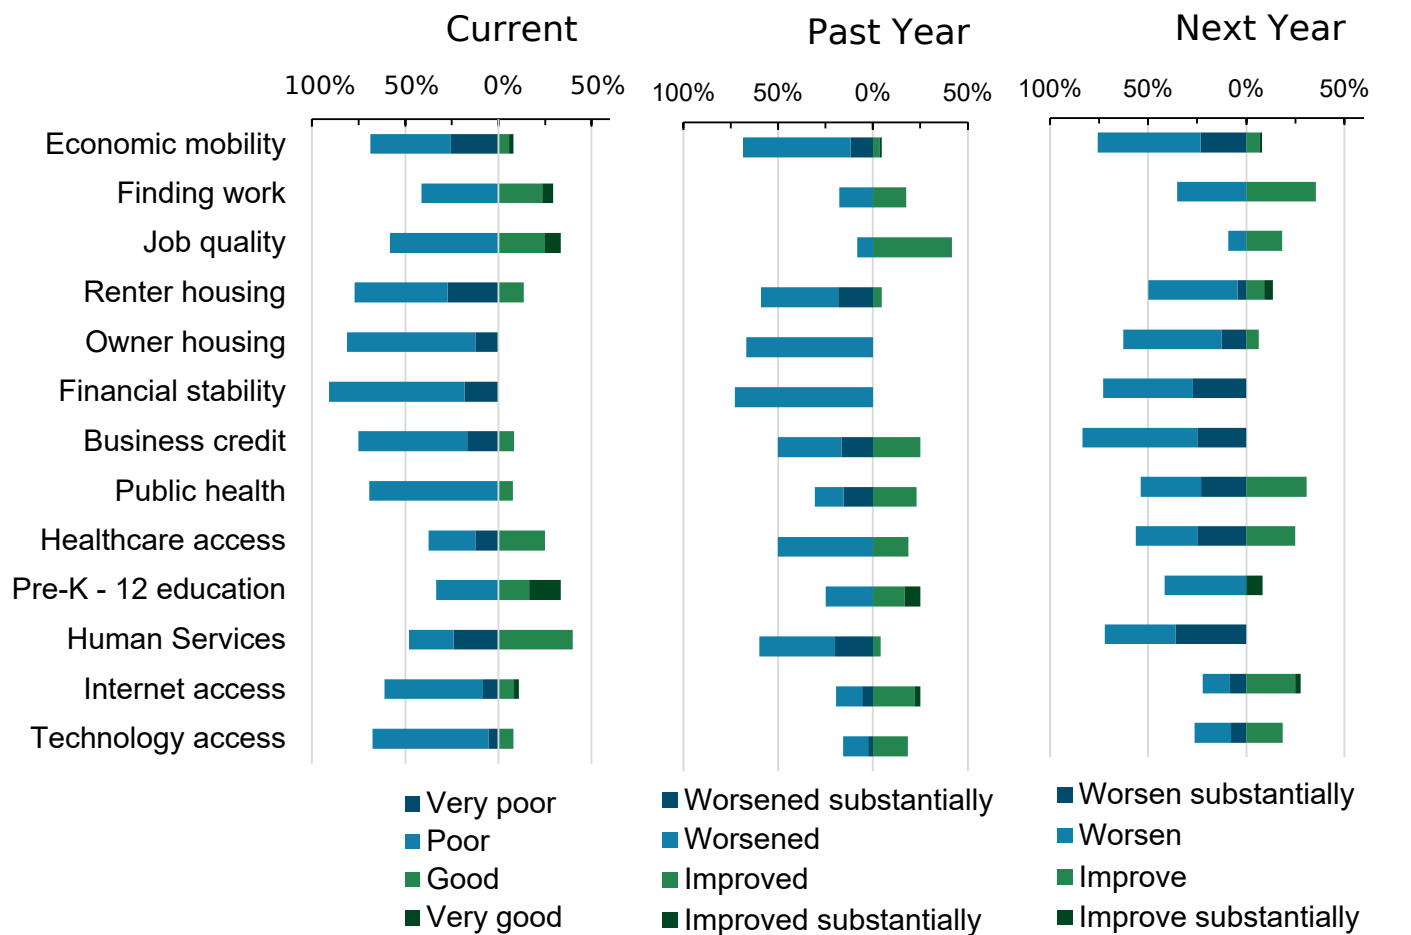 Current
Past Year
Next Year
100% 50% 0% 50%
100% 50% 0% 50%
100% 50% 0% 50%
Economic mobility
Finding work
Job quality
Renter housing
Owner housing
Financial stability
Business credit
Public health
Healthcare access
Pre-K - 12 education
Human Services
Internet access
Technology access
Very poor
Poor
Good
Very good
Worsened substantially
Worsened
Improved
Improved substantially
Worsen substantially
Worsen
Improve
Improve substantially